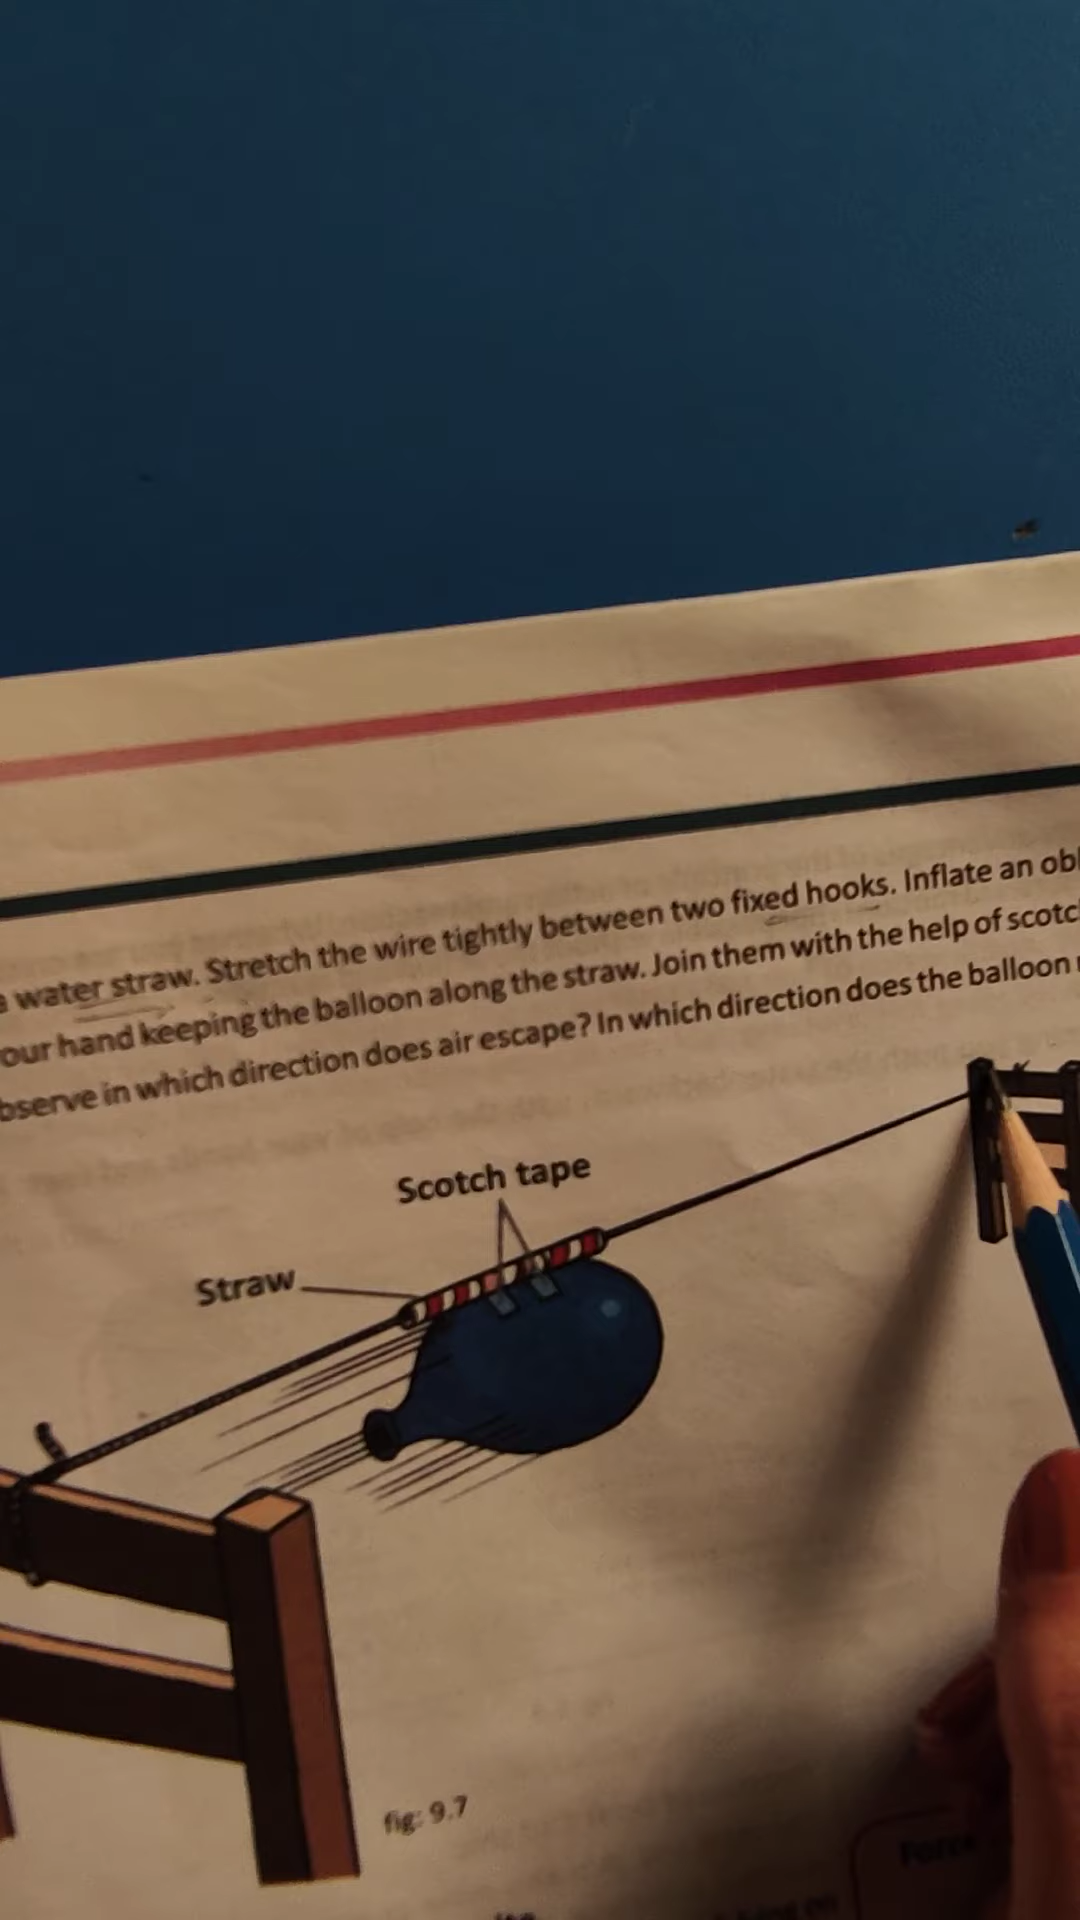 water straw. Stretch the wire tightly between two fixed hooks. Inflate an
our hand keeping the balloon along the straw. Join them with the help of
bserve in which direction does air escape? In which direction does the balloon
Scotch tape
Straw
fig: 9.7